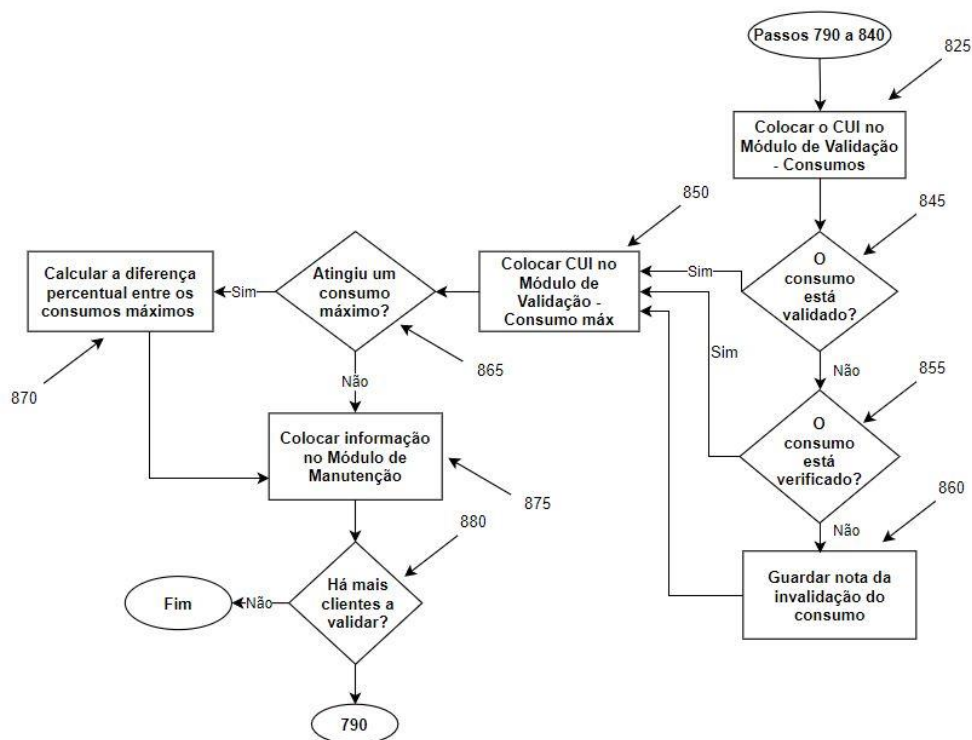 Passos 790 a 840
825
Colocar o CUI no
Módulo de Validação
- Consumos
845
O
consumo
está
validado?
Sim
Não
850
Colocar CUI no
Módulo de
Validação -
Consumo máx
855
O
consumo
está
verificado?
Sim
Não
860
Guardar nota da
invalidação do
consumo
Atingiu um
consumo
máximo?
865
Sim
Não
Calcular a diferença
percentual entre os
consumos máximos
870
Colocar informação
no Módulo de
Manutenção
875
880
Há mais
clientes a
validar?
Não
Fim
790